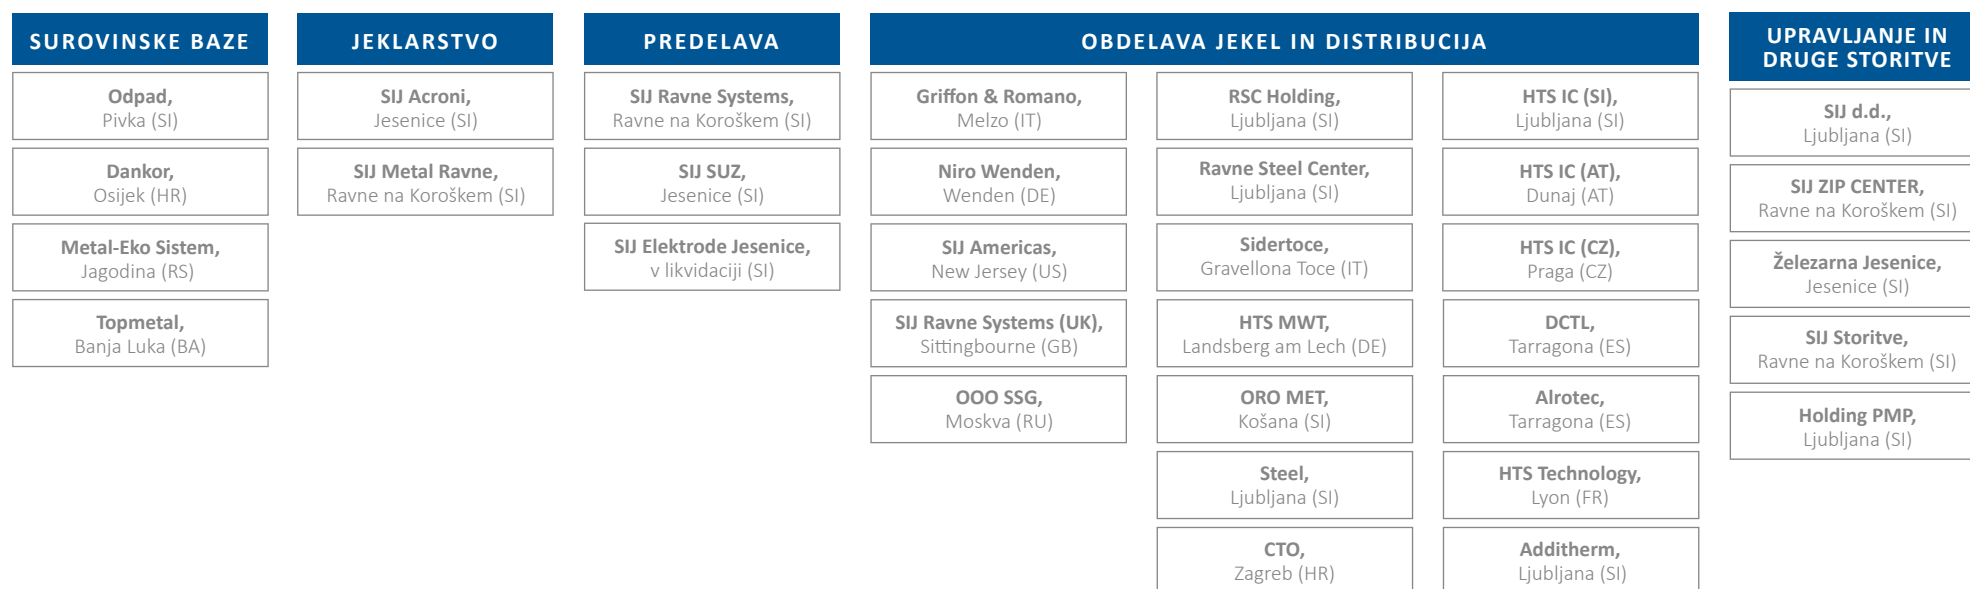 SUROVINSKE BAZE
Odpad,
Pivka (SI)
Dankor,
Osijek (HR)
Metal-Eko Sistem,
Jagodina (RS)
Topmetal,
Banja Luka (BA)
JEKLARSTVO
SIJ Acroni,
Jesenice (SI)
SIJ Metal Ravne,
Ravne na Koroškem (SI)
PREDELAVA
SIJ Ravne Systems,
Ravne na Koroškem (SI)
SIJ SUZ,
Jesenice (SI)
SIJ Elektrode Jesenice,
v likvidaciji (SI)
OBDELAVA JEKEL IN DISTRIBUCIJA
Griffon & Romano,
Melzo (IT)
Niro Wenden,
Wenden (DE)
SIJ Americas,
New Jersey (US)
SIJ Ravne Systems (UK),
Sittingbourne (GB)
OOO SSG,
Moskva (RU)
RSC Holding,
Ljubljana (SI)
Ravne Steel Center,
Ljubljana (SI)
Sidertoce,
Gravellona Toce (IT)
HTS MWT,
Landsberg am Lech (DE)
ORO MET,
Košana (SI)
Steel,
Ljubljana (SI)
CTO,
Zagreb (HR)
HTS IC (SI),
Ljubljana (SI)
HTS IC (AT),
Dunaj (AT)
HTS IC (CZ),
Praga (CZ)
DCTL,
Tarragona (ES)
Alrotec,
Tarragona (ES)
HTS Technology,
Lyon (FR)
Additherm,
Ljubljana (SI)
UPRAVLJANJE IN
DRUGE STORITVE
SIJ d.d.,
Ljubljana (SI)
SIJ ZIP CENTER,
Ravne na Koroškem (SI)
Železarna Jesenice,
Jesenice (SI)
SIJ Storitve,
Ravne na Koroškem (SI)
Holding PMP,
Ljubljana (SI)